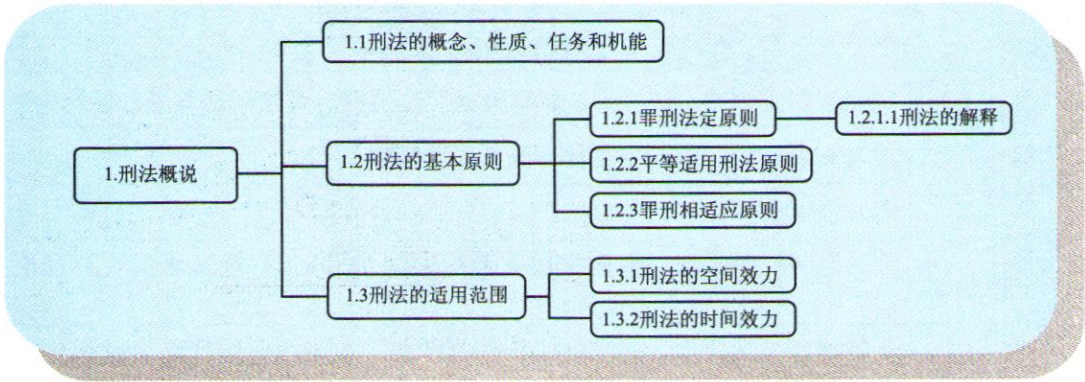 1.刑法概说
1.1刑法的概念、性质、任务和机能
1.2刑法的基本原则
1.2.1罪刑法定原则
1.2.1.1刑法的解释
1.2.2平等适用刑法原则
1.2.3罪刑相适应原则
1.3刑法的适用范围
1.3.1刑法的空间效力
1.3.2刑法的时间效力